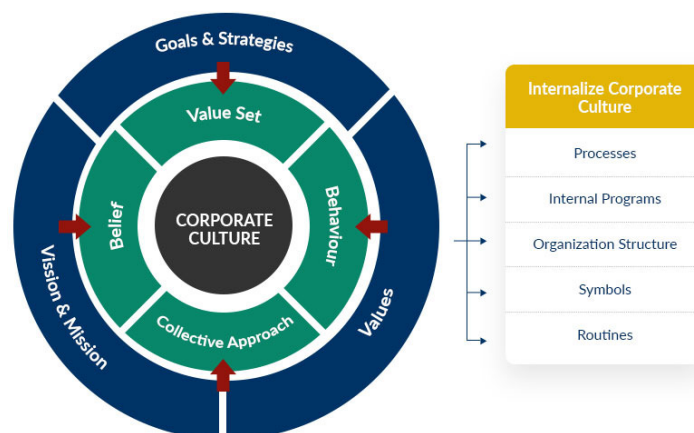 Goals & Strategies
Value Set
Belief
Behaviour
CORPORATE
CULTURE
Collective Approach
Vission & Mission
Values
Internalize Corporate
Culture
Processes
Internal Programs
Organization Structure
Symbols
Routines